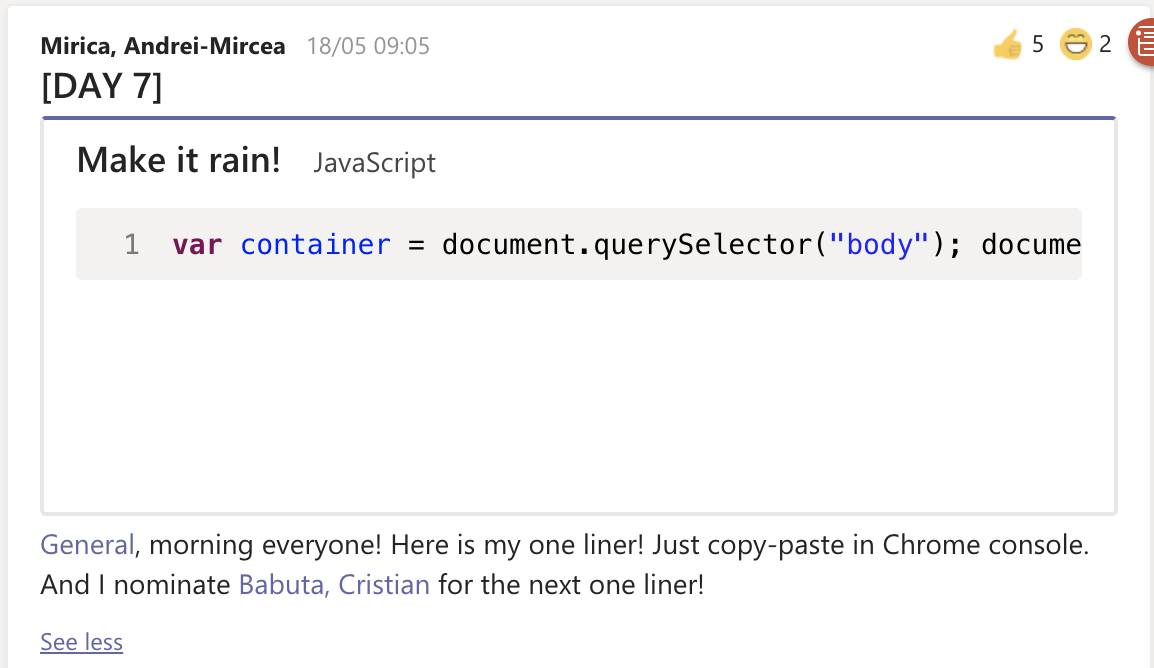 Mirica, Andrei-Mircea 18/05 09:05 5 2
[DAY 7]
Make it rain! JavaScript
1 var container = document.querySelector("body"); docume
General, morning everyone! Here is my one liner! Just copy-paste in Chrome console.
And I nominate Babuta, Cristian for the next one liner!
See less